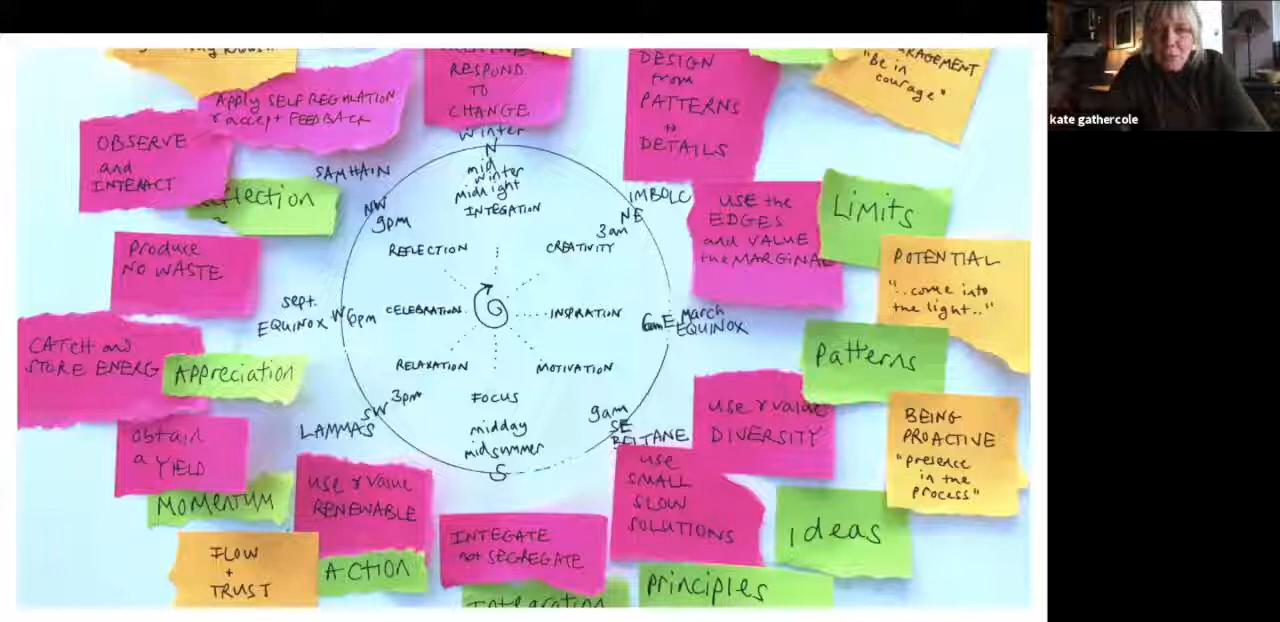 Apply SELF REGULATION
& accept FEEDBACK
RESPOND
TO
CHANGE
DESIGN
from
PATTERNS
to
DETAILS
"Be in
courage"
kate gathercole
OBSERVE
and
INTERACT
flection
SAMHAIN
Winter
N
mid
winter
midnight
INTEGATION
IMBOLC
NE
3am
NW
9pm
REFLECTION
CREATIVITY
USE the
EDGES
and VALUE
the MARGINAL
LiMiTS
Produce
NO WASTE
POTENTIAL
"..come into
the light.."
sept.
EQUINOX
W
6pm
CELEBRATION
INSPIRATION
6am
E
March
EQUINOX
CATCH and
STORE ENERG
APPreciation
RELAXATION
MOTIVATION
Patterns
3pm
SW
LAMMAS
FOCUS
midday
midsummer
S
9am
SE
BELTANE
use & value
DIVERSITY
BEING
PROACTIVE
"presence
in the
process"
obtain
a YIELD
MOMENTUM
use & value
RENEWABLE
use
SMALL
SLOW
SOLUTIONS
INTEGATE
not SEGREGATE
ideas
FLOW
+
TRUST
ACTION
Integration
Principles